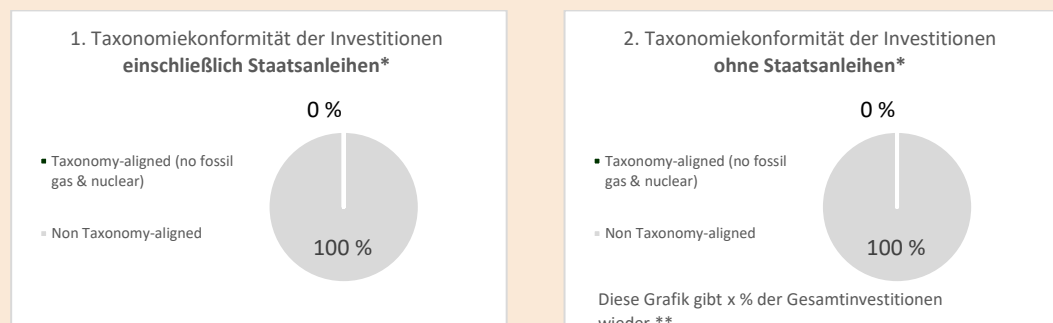 1. Taxonomiekonformität der Investitionen
einschließlich Staatsanleihen*
0 %
Taxonomy-aligned (no fossil
gas & nuclear)
Non Taxonomy-aligned
100 %
2. Taxonomiekonformität der Investitionen
ohne Staatsanleihen*
0 %
Taxonomy-aligned (no fossil
gas & nuclear)
Non Taxonomy-aligned
100 %
Diese Grafik gibt x % der Gesamtinvestitionen
wieder.**